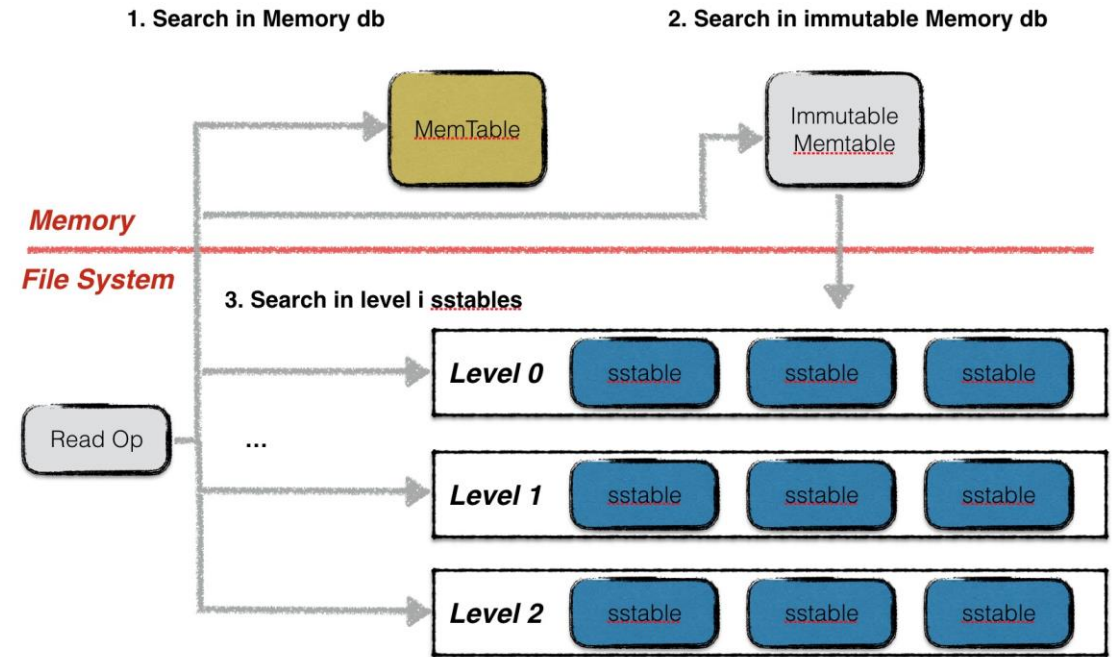 1. Search in Memory db
2. Search in immutable Memory db
MemTable
Immutable
Memtable
Memory
File System
3. Search in level i sstables
Level 0
sstable
sstable
sstable
Read Op
...
Level 1
sstable
sstable
sstable
Level 2
sstable
sstable
sstable